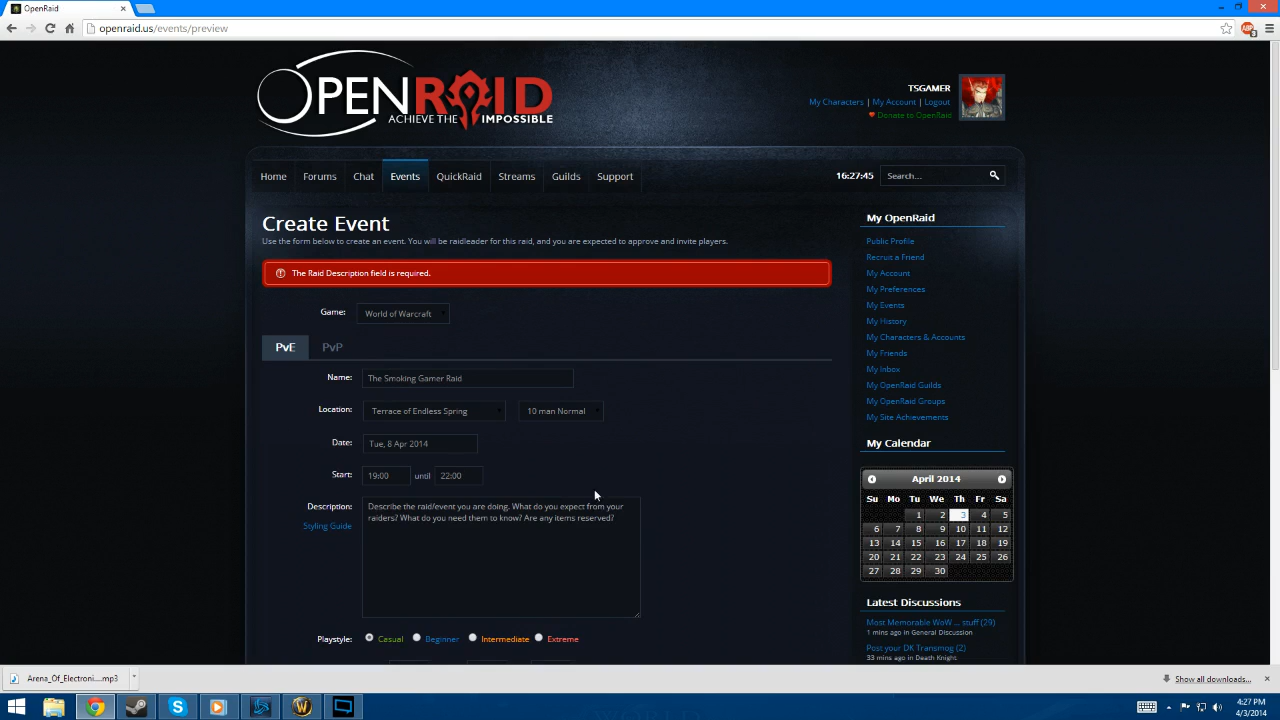 OpenRaid
openraid.us/events/preview
3
OPENRAID
ACHIEVE THE IMPOSSIBLE
TSGAMER
My Characters | My Account | Logout
Donate to OpenRaid
Home Forums Chat Events QuickRaid Streams Guilds Support
16:27:45 Search...
Create Event
Use the form below to create an event. You will be raidleader for this raid, and you are expected to approve and invite players.
The Raid Description field is required.
Game: World of Warcraft
PvE PvP
Name: The Smoking Gamer Raid
Location: Terrace of Endless Spring 10 man Normal
Date: Tue, 8 Apr 2014
Start: 19:00 until 22:00
Description: Describe the raid/event you are doing. What do you expect from your
raiders? What do you need them to know? Are any items reserved?
Styling Guide
Playstyle: Casual Beginner Intermediate Extreme
My OpenRaid
Public Profile
Recruit a Friend
My Account
My Preferences
My Events
My History
My Characters & Accounts
My Friends
My Inbox
My OpenRaid Guilds
My OpenRaid Groups
My Site Achievements
My Calendar
April 2014
Su Mo Tu We Th Fr Sa
1 2 3 4 5
6 7 8 9 10 11 12
13 14 15 16 17 18 19
20 21 22 23 24 25 26
27 28 29 30
Latest Discussions
Most Memorable WoW ... stuff (29)
1 mins ago in General Discussion
Post your DK Transmog (2)
33 mins ago in Death Knight
Arena_Of_Electroni....mp3
Show all downloads...
4:27 PM
4/3/2014